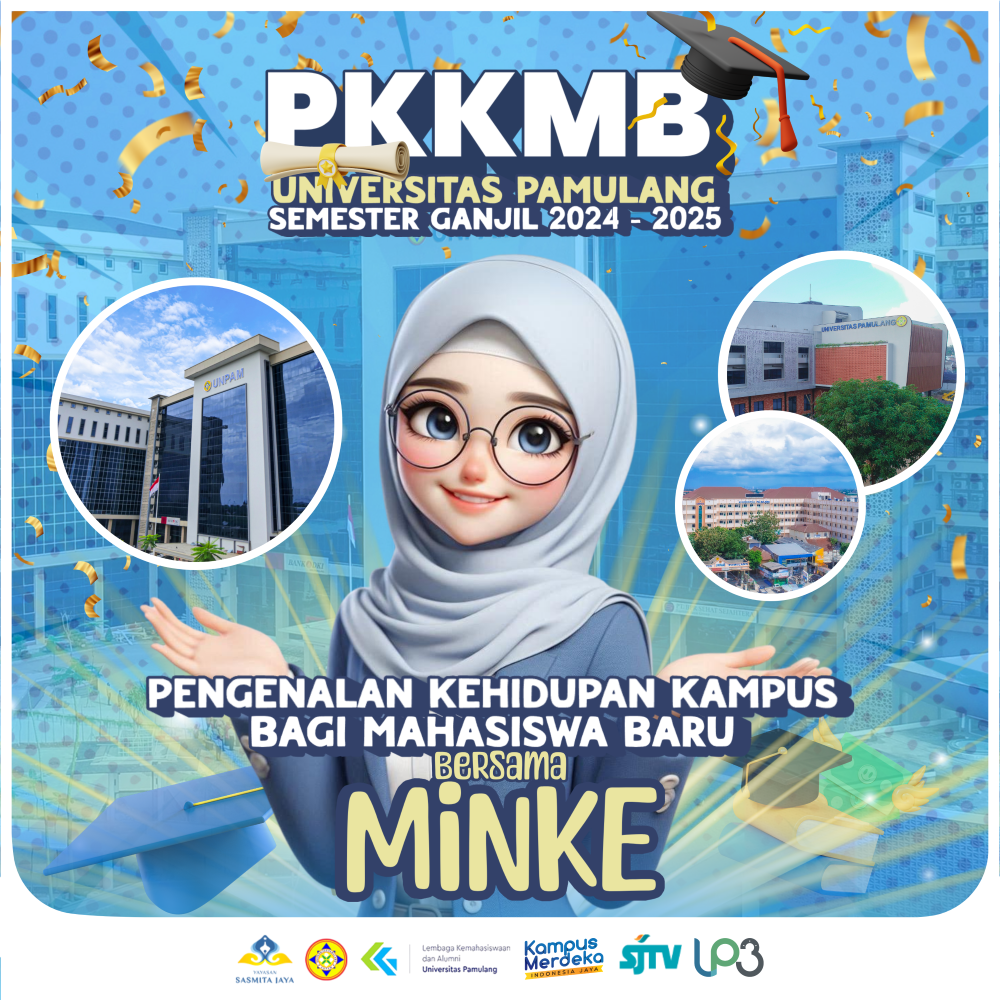 PKKMB
UNIVERSITAS PAMULANG
SEMESTER GANJIL 2024 - 2025
UNPAM
UNIVERSITAS PAMULANG
PENGENALAN KEHIDUPAN KAMPUS
BAGI MAHASISWA BARU
BERSAMA
MiNKE
YAYASAN
SASMITA JAYA
Lembaga Kemahasiswaan
dan Alumni
Universitas Pamulang
Kampus
Merdeka
INDONESIA JAYA
SJTV
LP3